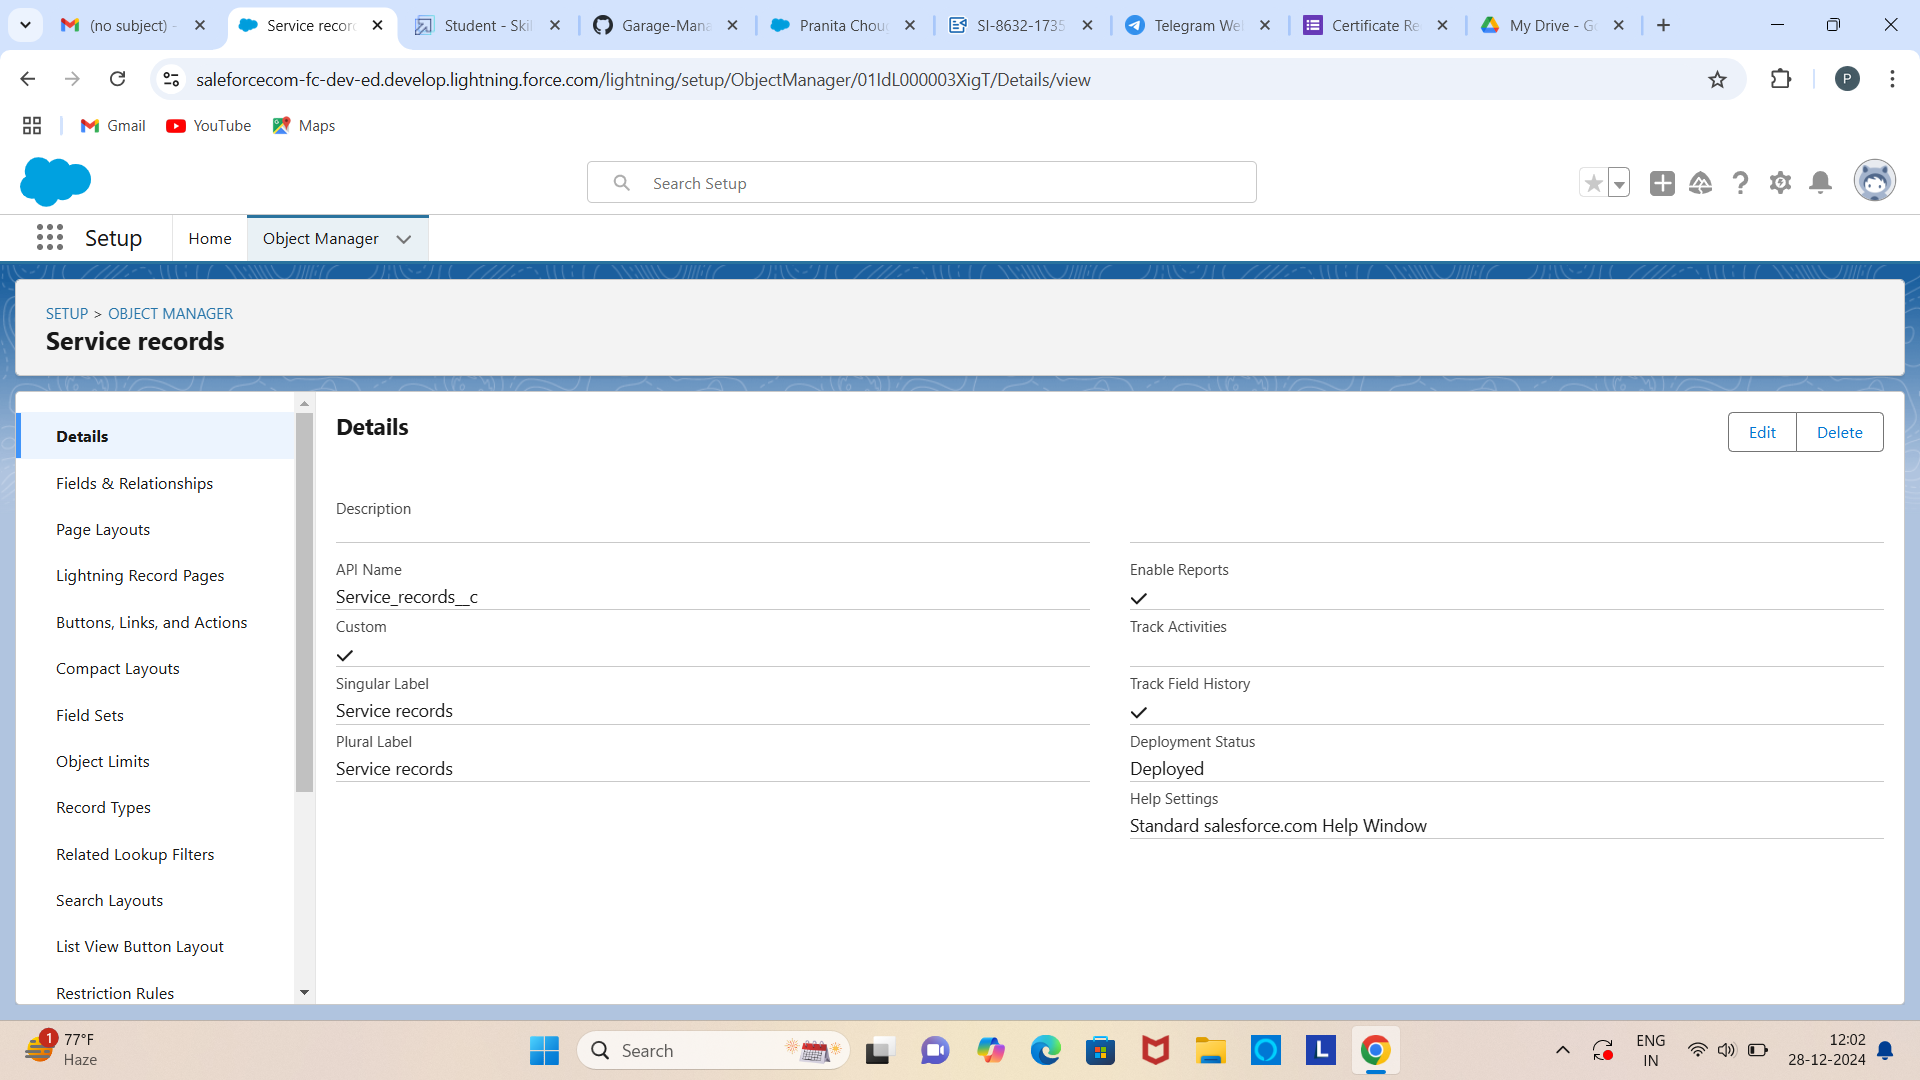 (no subject) -
Service record
Student - Skil
Garage-Mana
Pranita Chou
SI-8632-1735
Telegram We
Certificate Re
My Drive - Go
saleforcecom-fc-dev-ed.develop.lightning.force.com/lightning/setup/ObjectManager/01IdL000003XigT/Details/view
P
Gmail
YouTube
Maps
Search Setup
Setup
Home
Object Manager
SETUP > OBJECT MANAGER
Service records
Details
Fields & Relationships
Page Layouts
Lightning Record Pages
Buttons, Links, and Actions
Compact Layouts
Field Sets
Object Limits
Record Types
Related Lookup Filters
Search Layouts
List View Button Layout
Restriction Rules
Details
Edit
Delete
Description
API Name
Service_records__c
Custom
Singular Label
Service records
Plural Label
Service records
Enable Reports
Track Activities
Track Field History
Deployment Status
Deployed
Help Settings
Standard salesforce.com Help Window
1
77°F
Haze
Search
L
ENG
IN
12:02
28-12-2024